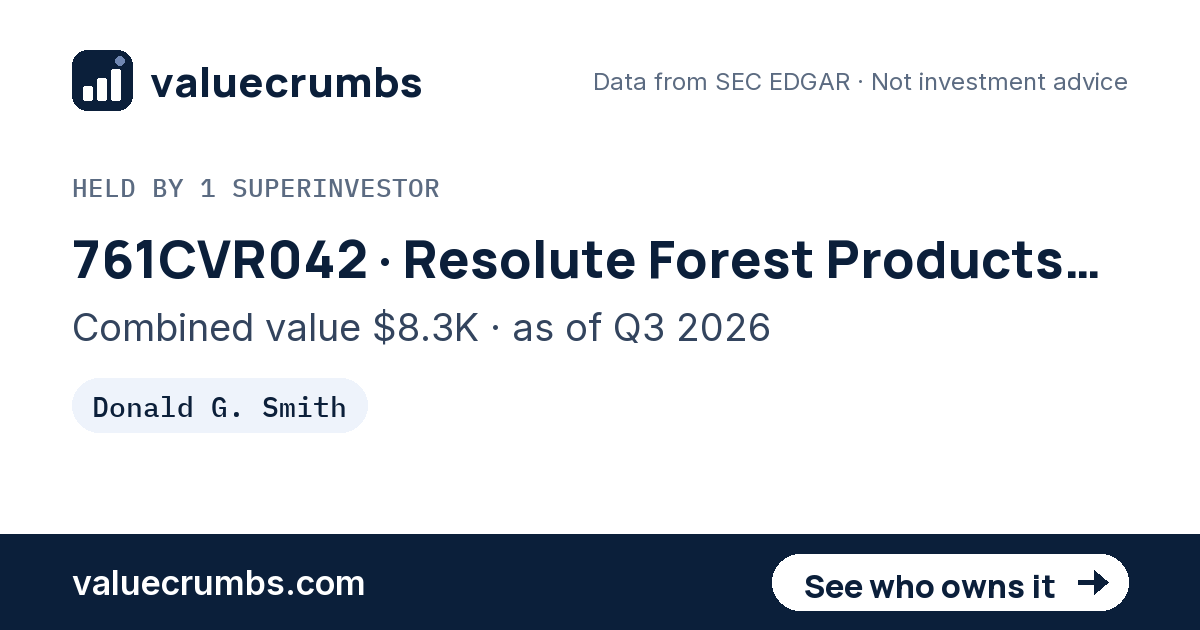 valuecrumbs
Data from SEC EDGAR · Not investment advice
HELD BY 1 SUPERINVESTOR
761CVR042 · Resolute Forest Products…
Combined value $8.3K · as of Q3 2026
Donald G. Smith
valuecrumbs.com
See who owns it →